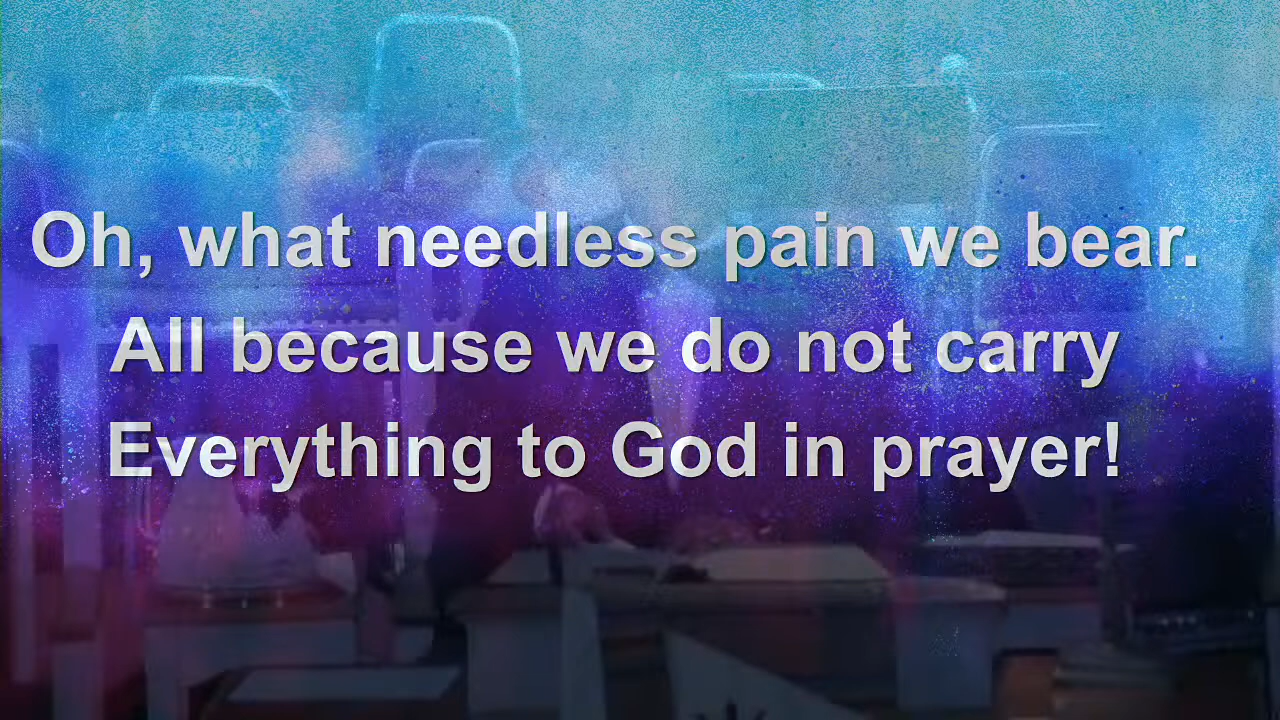 Oh, what needless pain we bear.
All because we do not carry
Everything to God in prayer!